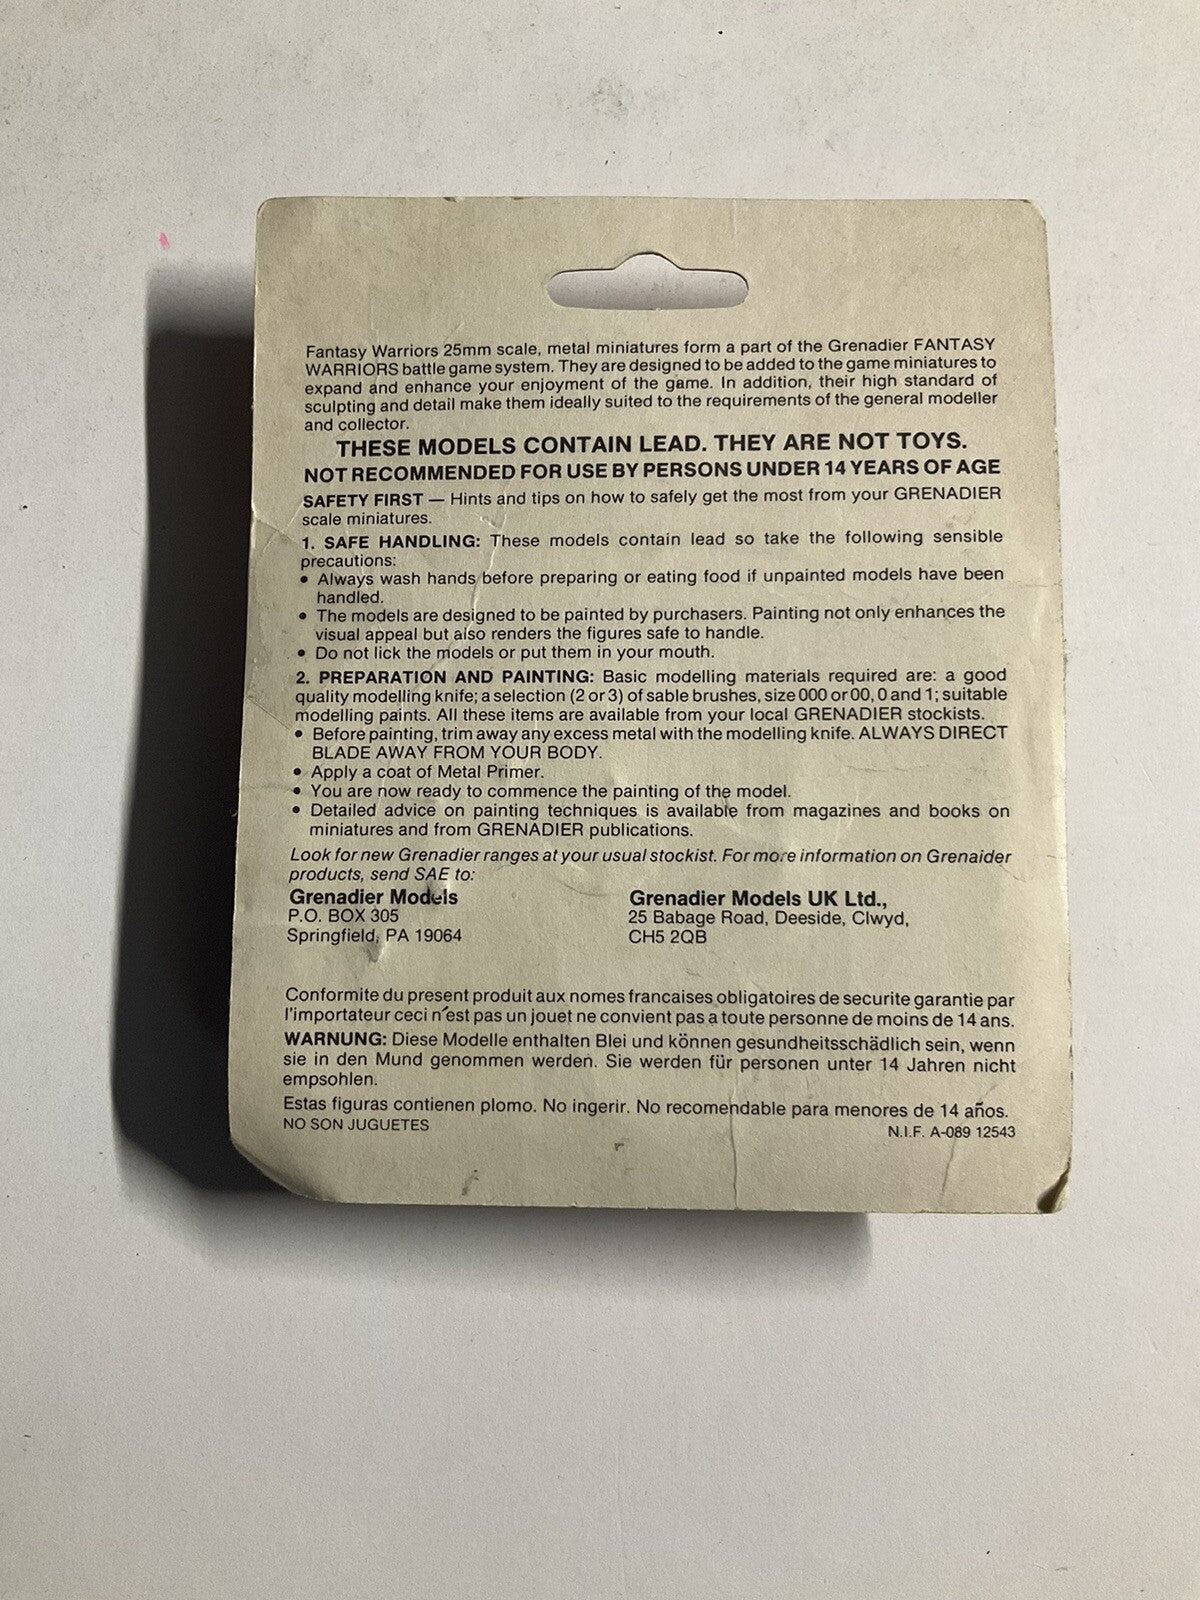 Fantasy Warriors 25mm scale, metal miniatures form a part of the Grenadier FANTASY
WARRIORS battle game system. They are designed to be added to the game miniatures to
expand and enhance your enjoyment of the game. In addition, their high standard of
sculpting and detail make them ideally suited to the requirements of the general modeller
and collector.
THESE MODELS CONTAIN LEAD. THEY ARE NOT TOYS.
NOT RECOMMENDED FOR USE BY PERSONS UNDER 14 YEARS OF AGE
SAFETY FIRST — Hints and tips on how to safely get the most from your GRENADIER
scale miniatures.
1. SAFE HANDLING: These models contain lead so take the following sensible
precautions:
• Always wash hands before preparing or eating food if unpainted models have been
handled.
• The models are designed to be painted by purchasers. Painting not only enhances the
visual appeal but also renders the figures safe to handle.
• Do not lick the models or put them in your mouth.
2. PREPARATION AND PAINTING: Basic modelling materials required are: a good
quality modelling knife; a selection (2 or 3) of sable brushes, size 000 or 00, 0 and 1; suitable
modelling paints. All these items are available from your local GRENADIER stockists.
• Before painting, trim away any excess metal with the modelling knife. ALWAYS DIRECT
BLADE AWAY FROM YOUR BODY.
• Apply a coat of Metal Primer.
• You are now ready to commence the painting of the model.
• Detailed advice on painting techniques is available from magazines and books on
miniatures and from GRENADIER publications.
Look for new Grenadier ranges at your usual stockist. For more information on Grenaider
products, send SAE to:
Grenadier Models
P.O. BOX 305
Springfield, PA 19064
Grenadier Models UK Ltd.,
25 Babage Road, Deeside, Clwyd,
CH5 2QB
Conformite du present produit aux nomes francaises obligatoires de securite garantie par
l'importateur ceci n'est pas un jouet ne convient pas a toute personne de moins de 14 ans.
WARNUNG: Diese Modelle enthalten Blei und können gesundheitsschädlich sein, wenn
sie in den Mund genommen werden. Sie werden für personen unter 14 Jahren nicht
empsohlen.
Estas figuras contienen plomo. No ingerir. No recomendable para menores de 14 años.
NO SON JUGUETES
N.I.F. A-089 12543